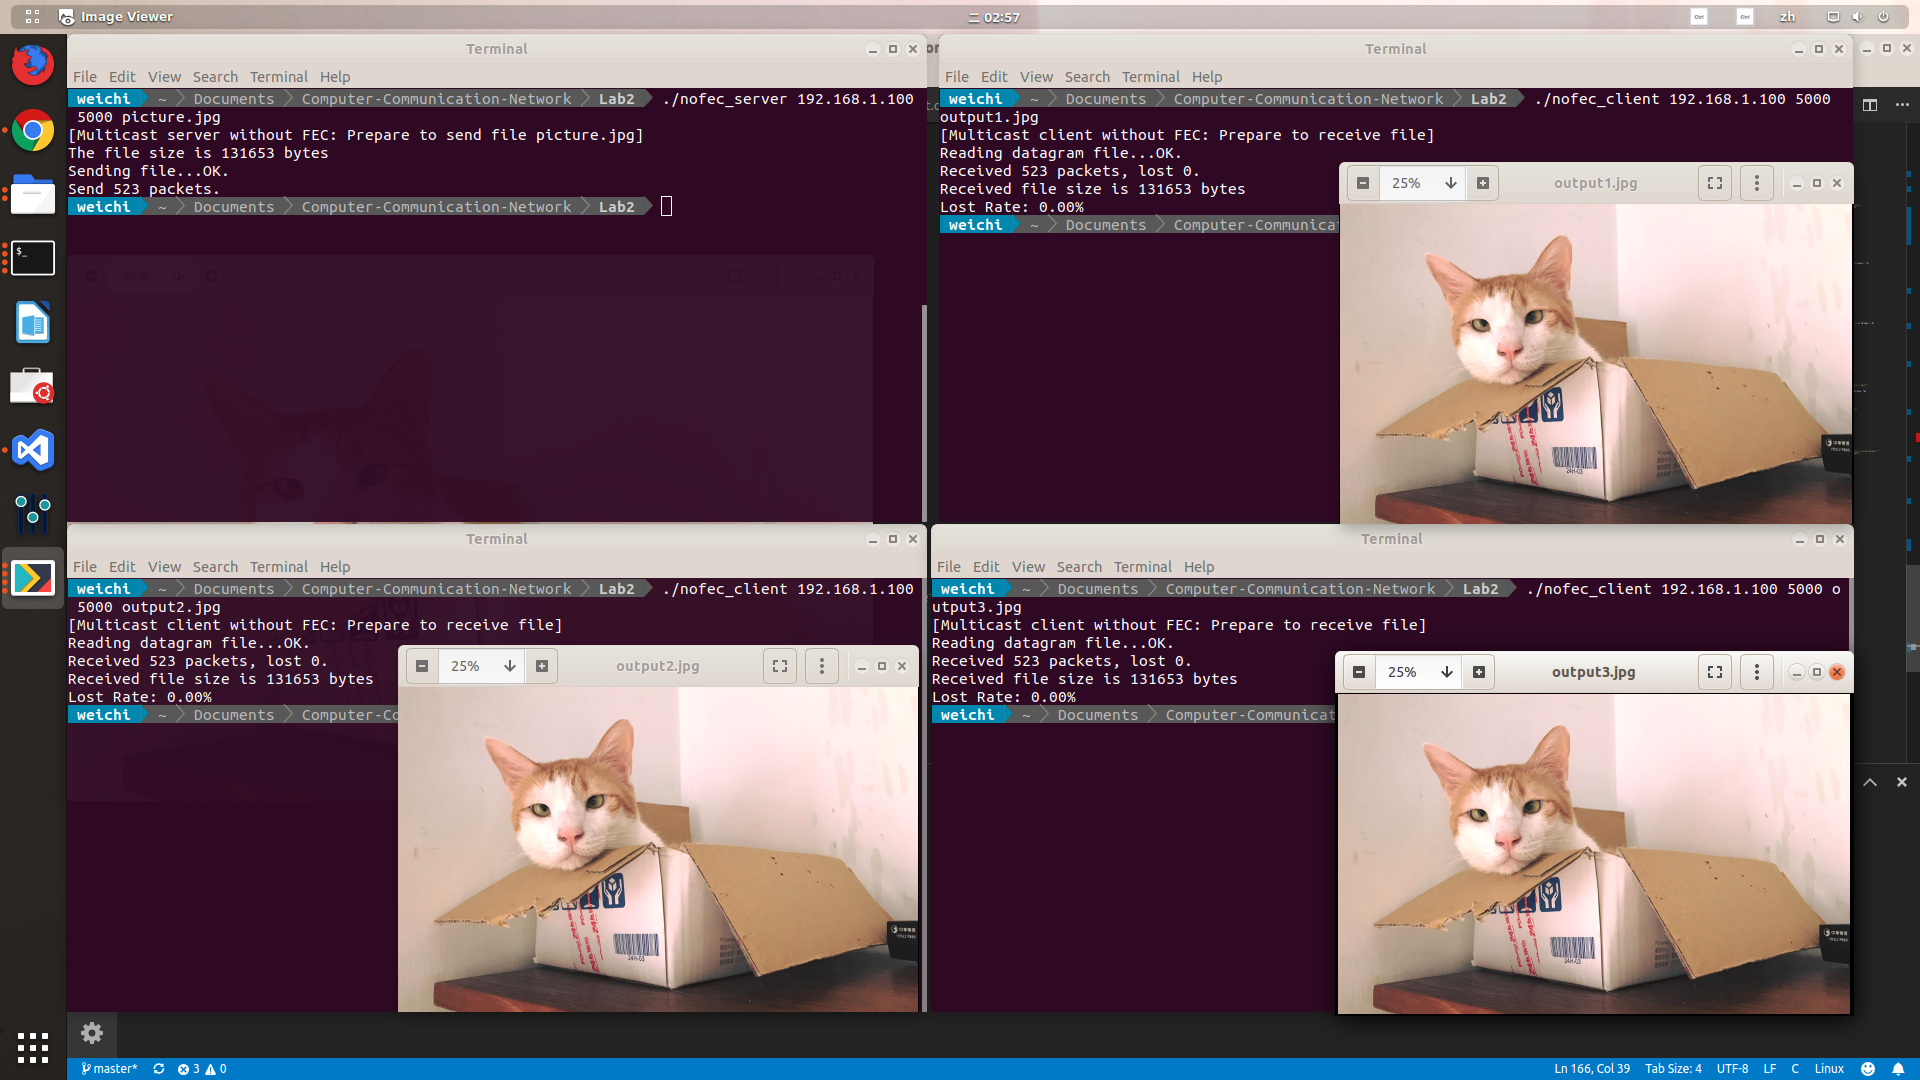 Image Viewer
二 02:57
Ctrl
Ctrl
zh
Terminal
File Edit View Search Terminal Help
weichi ~ Documents Computer-Communication-Network Lab2 ./nofec_server 192.168.1.100
5000 picture.jpg
[Multicast server without FEC: Prepare to send file picture.jpg]
The file size is 131653 bytes
Sending file...OK.
Send 523 packets.
weichi ~ Documents Computer-Communication-Network Lab2
39%
Terminal
File Edit View Search Terminal Help
weichi ~ Documents Computer-Communication-Network Lab2 ./nofec_client 192.168.1.100 5000
output1.jpg
[Multicast client without FEC: Prepare to receive file]
Reading datagram file...OK.
Received 523 packets, lost 0.
Received file size is 131653 bytes
Lost Rate: 0.00%
weichi ~ Documents Computer-Communicat
25%
output1.jpg
24H-03
Terminal
File Edit View Search Terminal Help
weichi ~ Documents Computer-Communication-Network Lab2 ./nofec_client 192.168.1.100
5000 output2.jpg
[Multicast client without FEC: Prepare to receive file]
Reading datagram file...OK.
Received 523 packets, lost 0.
Received file size is 131653 bytes
Lost Rate: 0.00%
weichi ~ Documents Computer-Co
25%
output2.jpg
24H-03
Terminal
File Edit View Search Terminal Help
weichi ~ Documents Computer-Communication-Network Lab2 ./nofec_client 192.168.1.100 5000 o
utput3.jpg
[Multicast client without FEC: Prepare to receive file]
Reading datagram file...OK.
Received 523 packets, lost 0.
Received file size is 131653 bytes
Lost Rate: 0.00%
weichi ~ Documents Computer-Communicat
25%
output3.jpg
24H-03
master*
3
0
Ln 166, Col 39
Tab Size: 4
UTF-8
LF
C
Linux